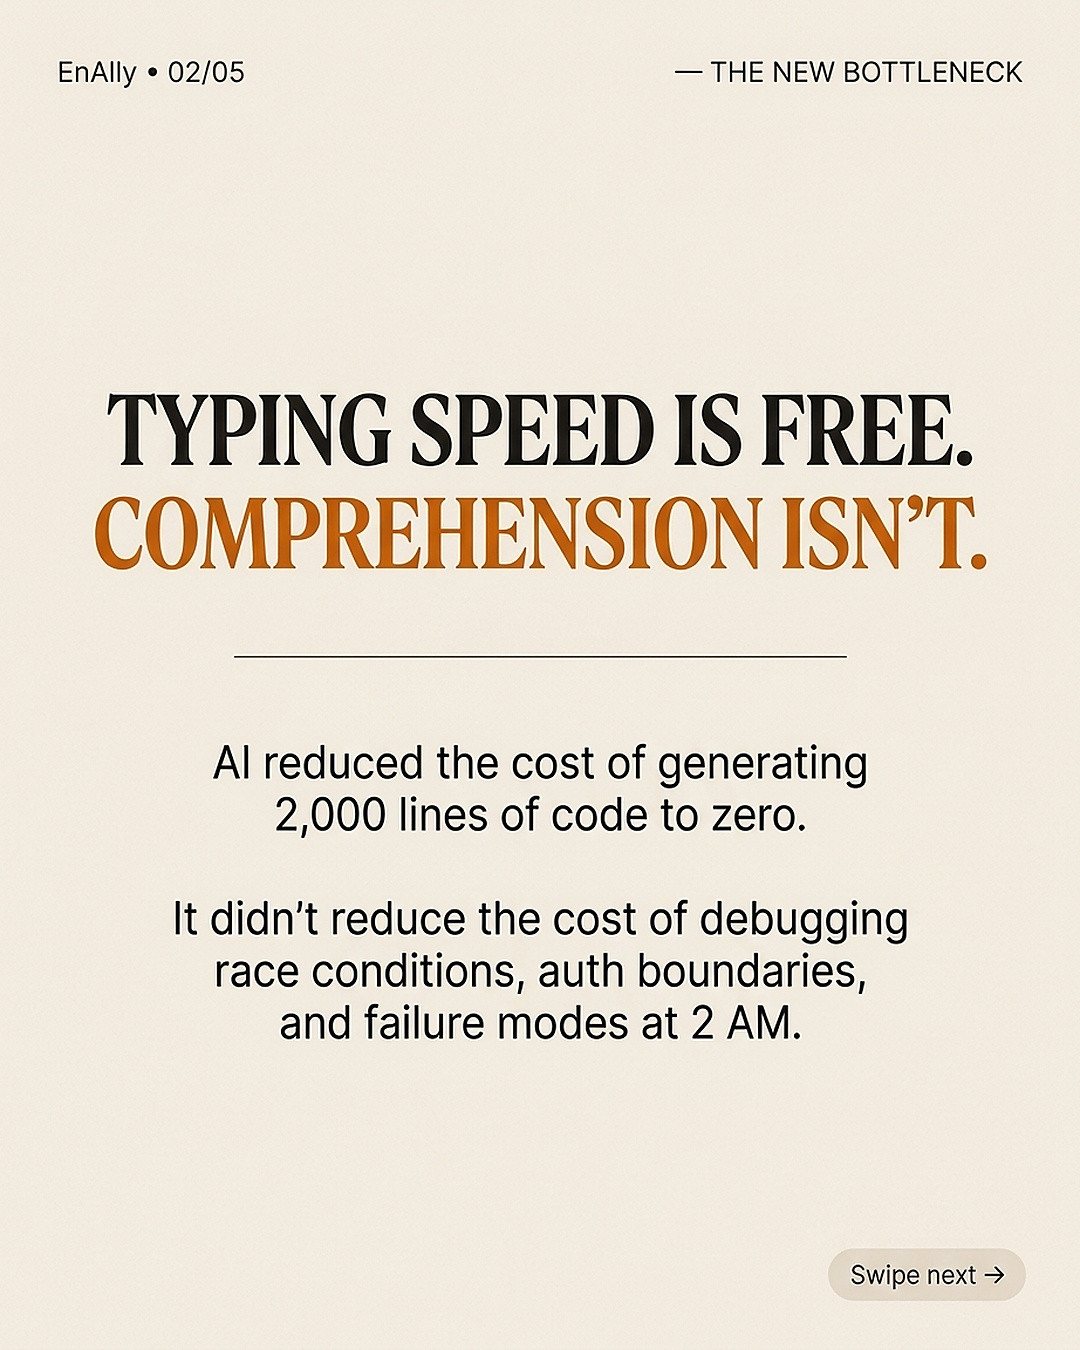 EnAlly • 02/05
— THE NEW BOTTLENECK
TYPING SPEED IS FREE.
COMPREHENSION ISN’T.
AI reduced the cost of generating
2,000 lines of code to zero.
It didn’t reduce the cost of debugging
race conditions, auth boundaries,
and failure modes at 2 AM.
Swipe next →